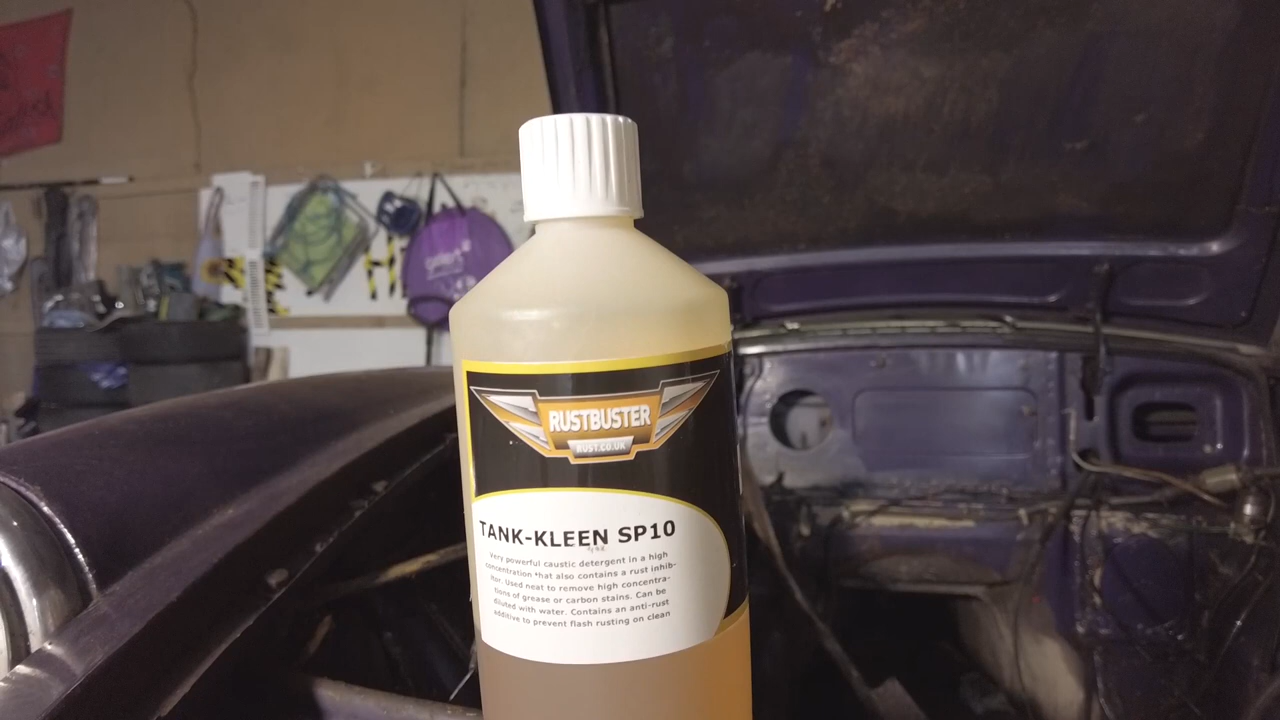 RUSTBUSTER
RUST.CO.UK
TANK-KLEEN SP10
Very powerful caustic detergent in a high
concentration that also contains a rust inhib-
itor. Used neat to remove high concentra-
tions of grease or carbon stains. Can be
diluted with water. Contains an anti-rust
additive to prevent flash rusting on clean